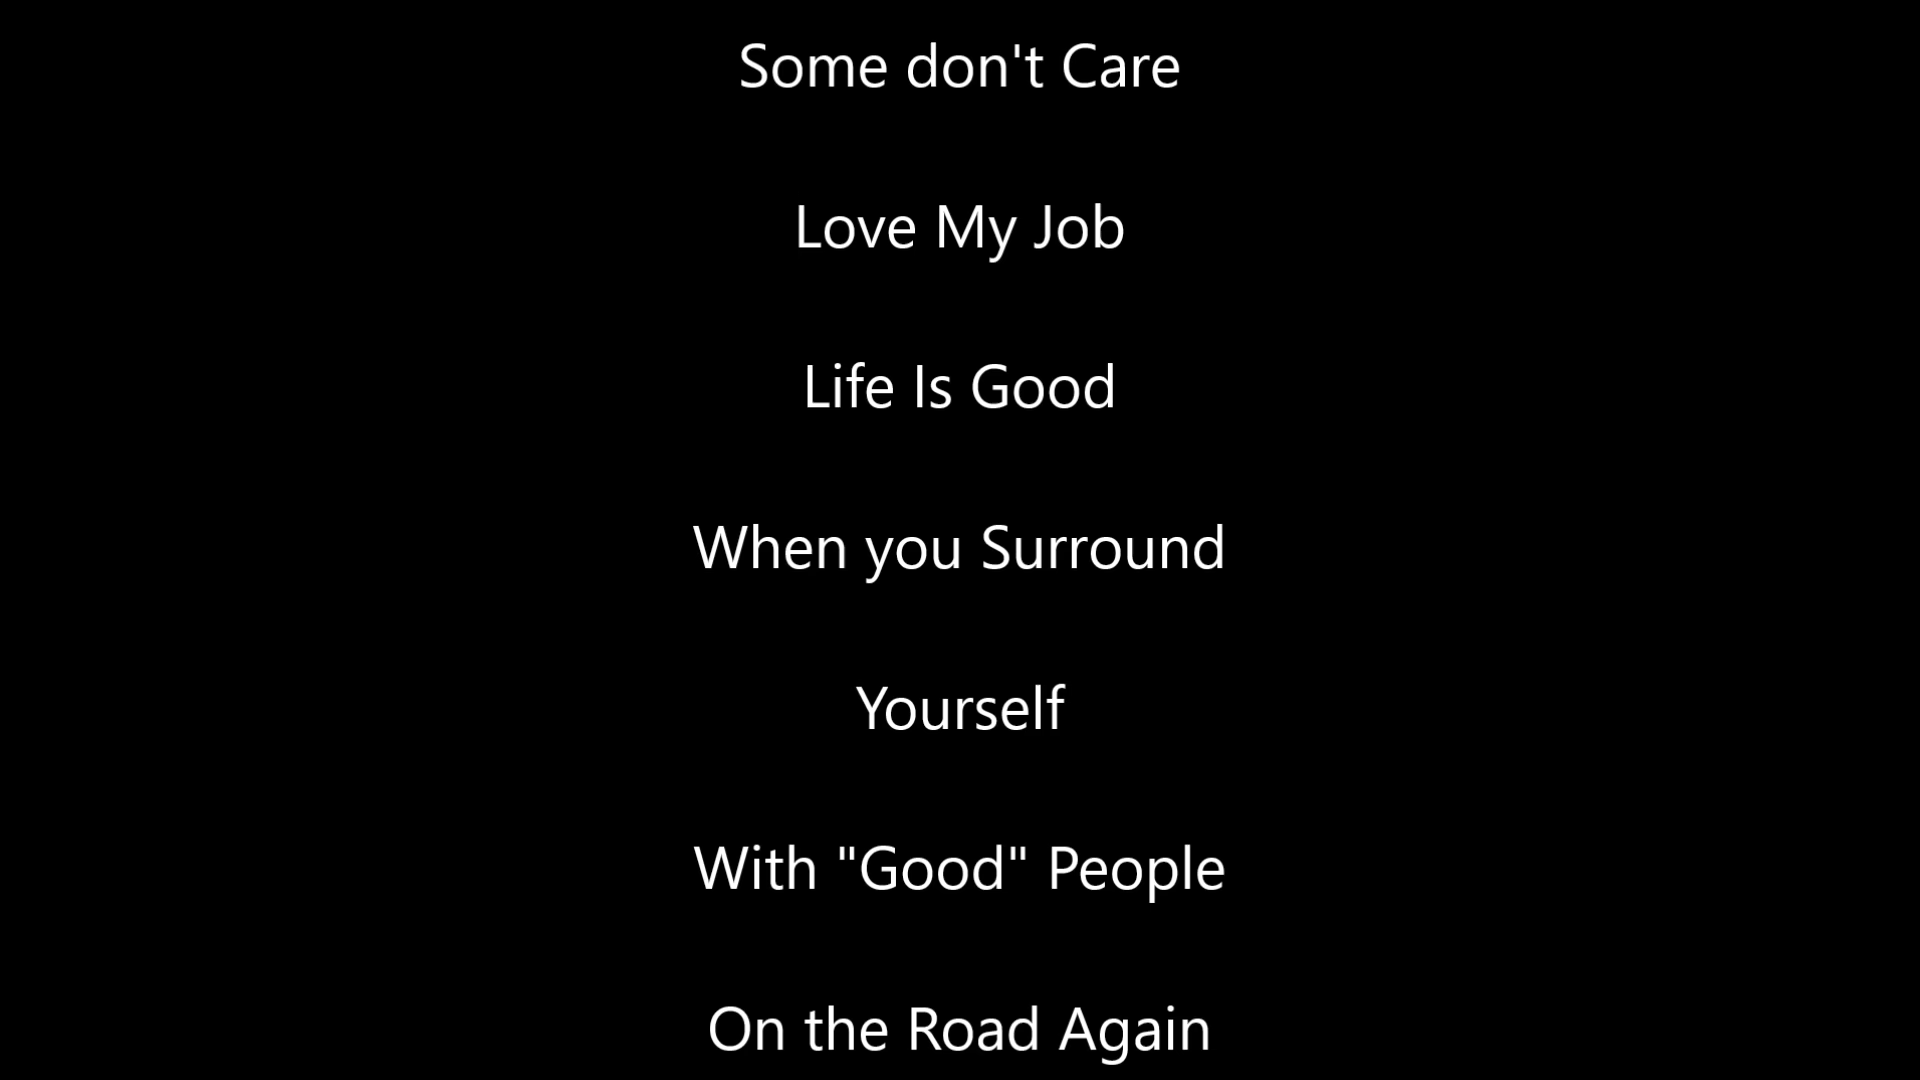 Some don't Care
Love My Job
Life Is Good
When you Surround
Yourself
With "Good" People
On the Road Again